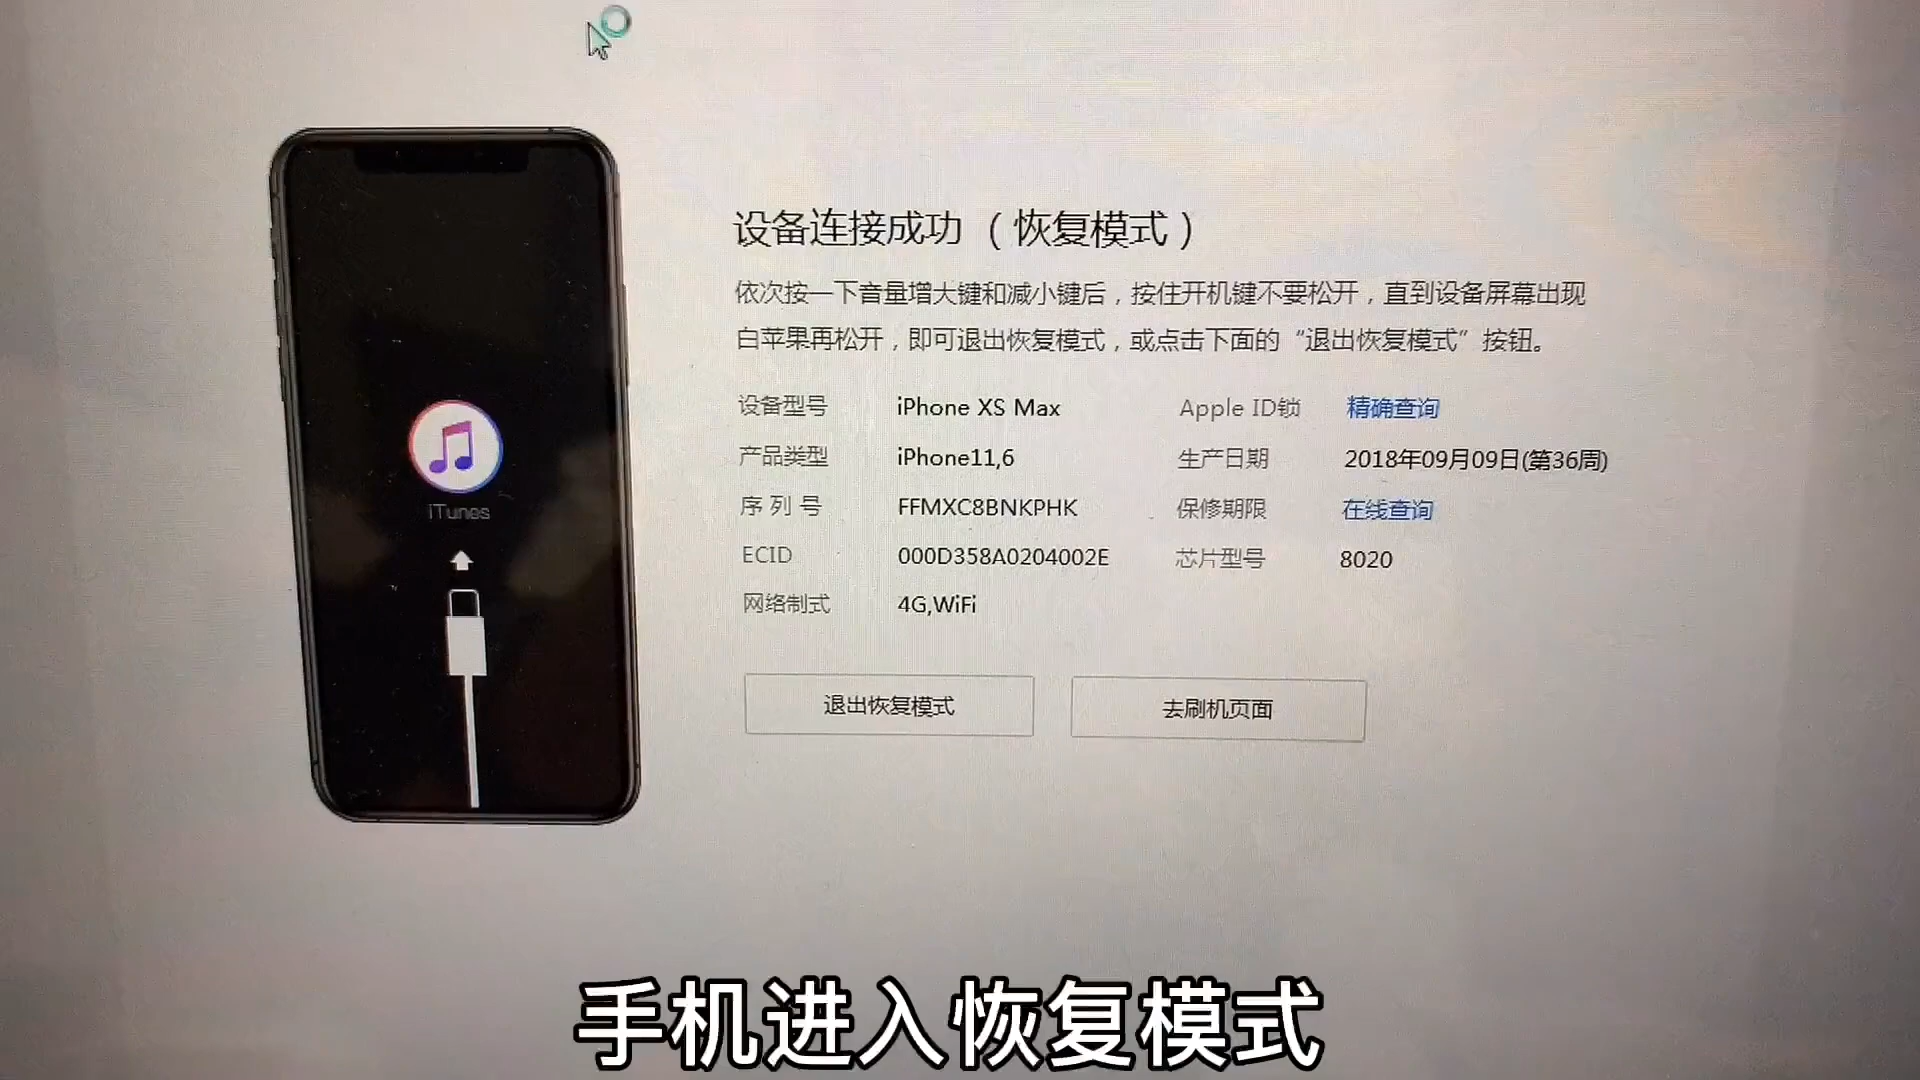 设备连接成功（恢复模式）
依次按一下音量增大键和减小键后，按住开机键不要松开，直到设备屏幕出现
白苹果再松开，即可退出恢复模式，或点击下面的“退出恢复模式”按钮。
设备型号 iPhone XS Max Apple ID锁 精确查询
产品类型 iPhone11,6 生产日期 2018年09月09日(第36周)
序列号 FFMXC8BNKPHK 保修期限 在线查询
iTunes
ECID 000D358A0204002E 芯片型号 8020
网络制式 4G,WiFi
退出恢复模式 去刷机页面
手机进入恢复模式